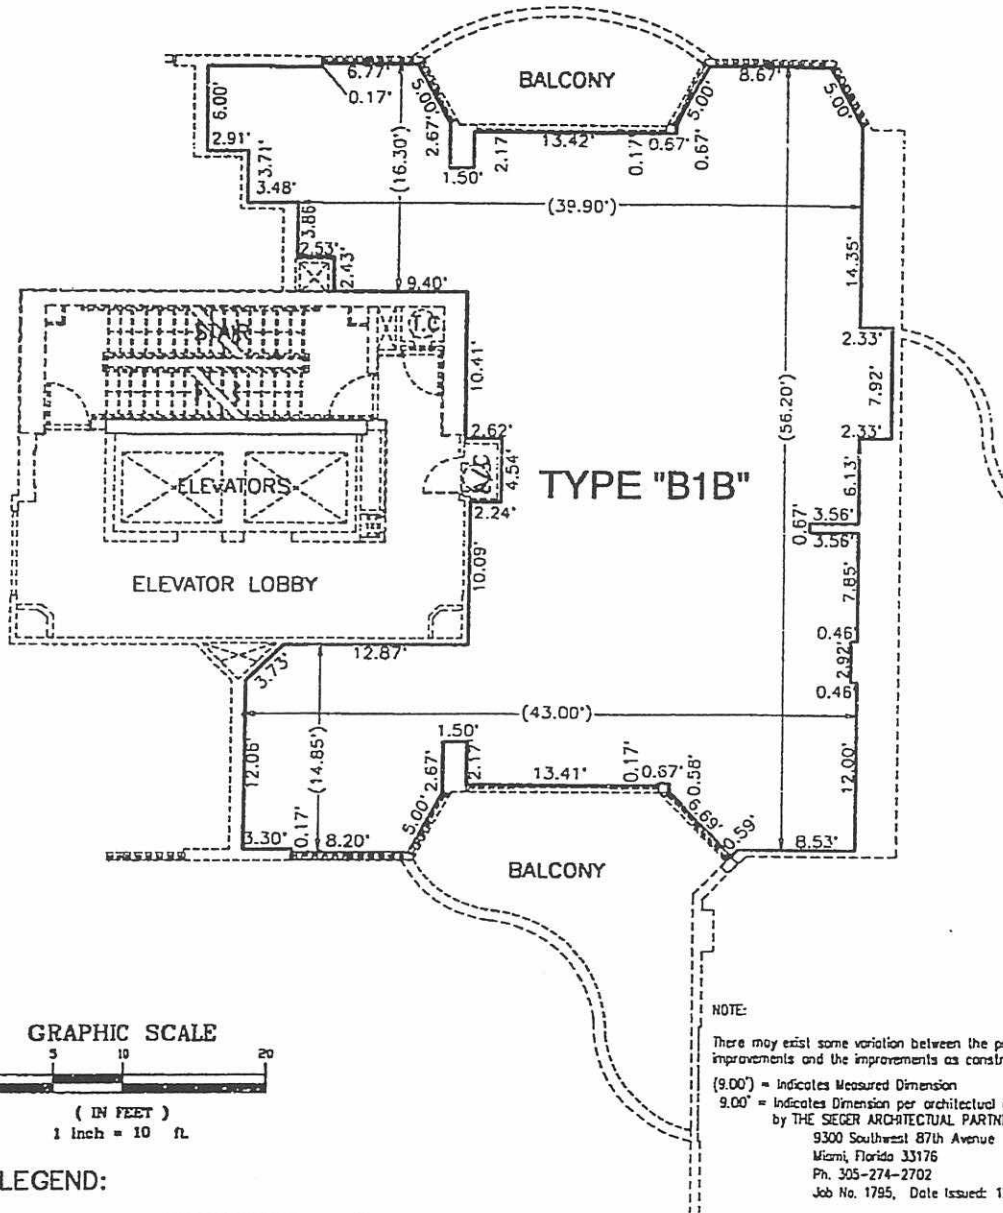 6.77'
0.17'
5.00'
BALCONY
5.00'
8.67'
5.00'
6.00'
2.91'
3.71'
3.48'
(16.30')
2.67'
1.50'
2.17
13.42'
0.17'
0.67'
0.67'
(39.90')
3.86'
2.53'
2.43'
9.40'
14.35'
STAIR
T.C
10.41'
(56.20')
2.33'
7.92'
2.33'
2.62'
A/C
4.54'
2.24'
ELEVATORS
TYPE "B1B"
6.13'
3.56'
0.67'
3.56'
ELEVATOR LOBBY
10.09'
7.85'
12.87'
3.73'
0.46'
2.92'
0.46'
(43.00')
12.06'
(14.85')
1.50'
2.67'
2.17'
13.41'
0.17'
0.67'
0.58'
6.69'
0.59'
12.00'
3.30'
0.17'
8.20'
5.00'
8.53'
BALCONY
GRAPHIC SCALE
5 10 20
( IN FEET )
1 inch = 10 ft.
LEGEND:
NOTE:
There may exist some variation between the
improvements and the improvements as
(9.00') = Indicates Measured Dimension
9.00' = Indicates Dimension per architectual
by THE SIEGER ARCHITECTUAL
9300 Southwest 87th Avenue
Miami, Florida 33176
Ph. 305-274-2702
Job No. 1795, Date Issued: